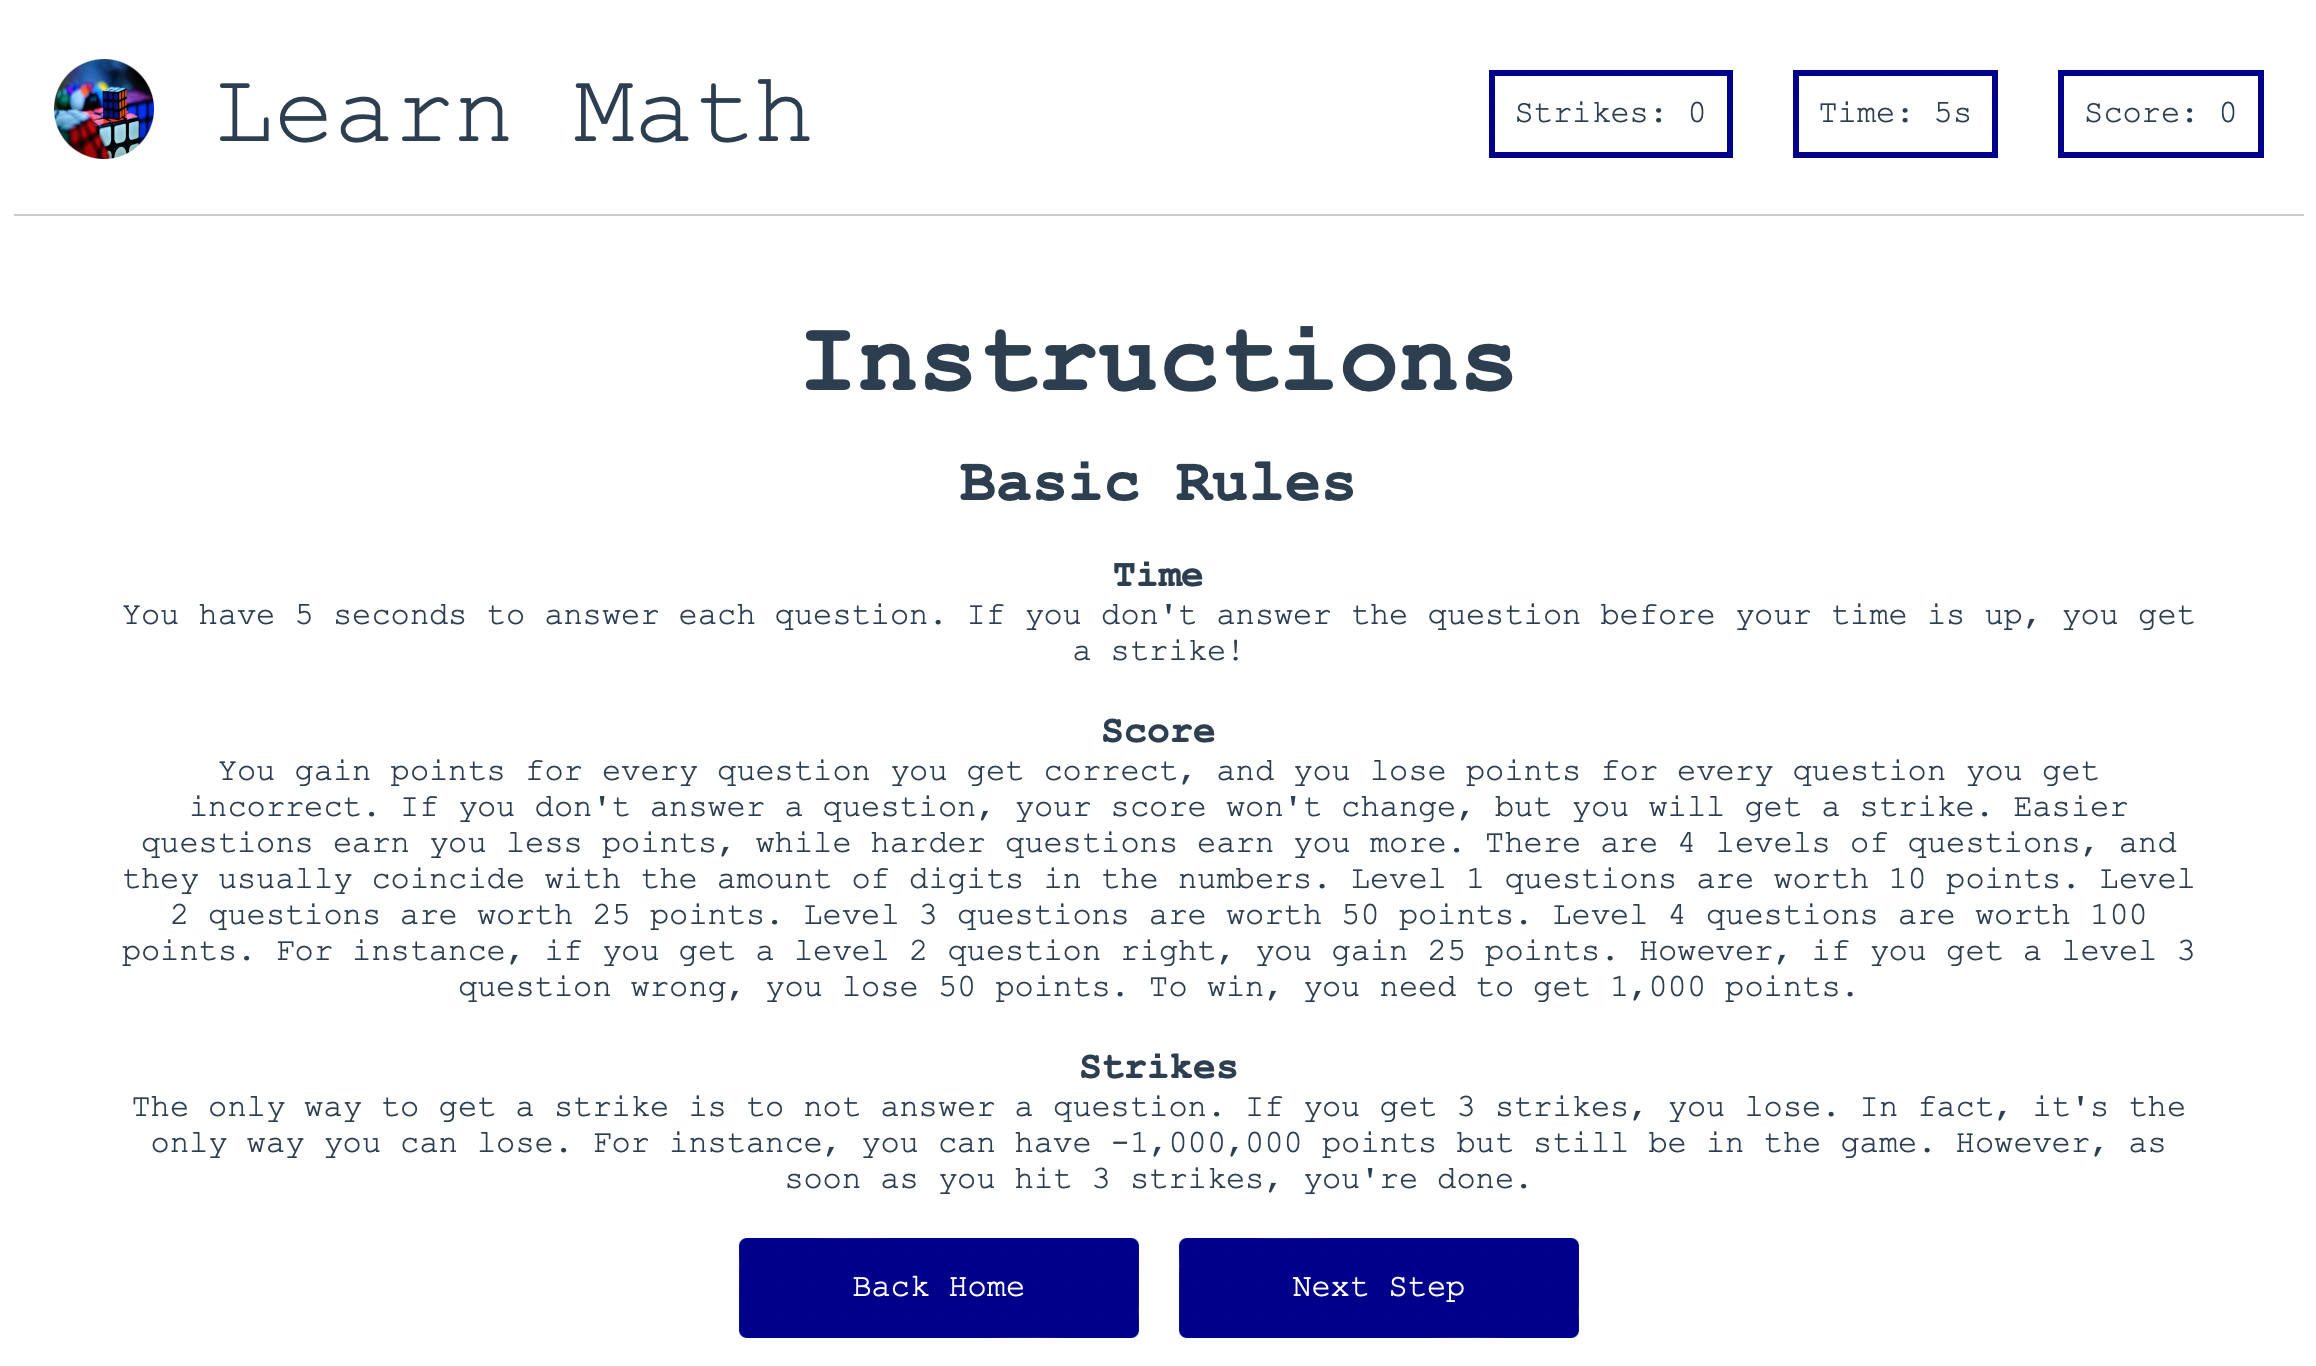 Learn Math
Strikes: 0
Time: 5s
Score: 0
Instructions
Basic Rules
Time
You have 5 seconds to answer each question. If you don't answer the question before your time is up, you get
a strike!
Score
You gain points for every question you get correct, and you lose points for every question you get
incorrect. If you don't answer a question, your score won't change, but you will get a strike. Easier
questions earn you less points, while harder questions earn you more. There are 4 levels of questions, and
they usually coincide with the amount of digits in the numbers. Level 1 questions are worth 10 points. Level
2 questions are worth 25 points. Level 3 questions are worth 50 points. Level 4 questions are worth 100
points. For instance, if you get a level 2 question right, you gain 25 points. However, if you get a level 3
question wrong, you lose 50 points. To win, you need to get 1,000 points.
Strikes
The only way to get a strike is to not answer a question. If you get 3 strikes, you lose. In fact, it's the
only way you can lose. For instance, you can have -1,000,000 points but still be in the game. However, as
soon as you hit 3 strikes, you're done.
Back Home
Next Step